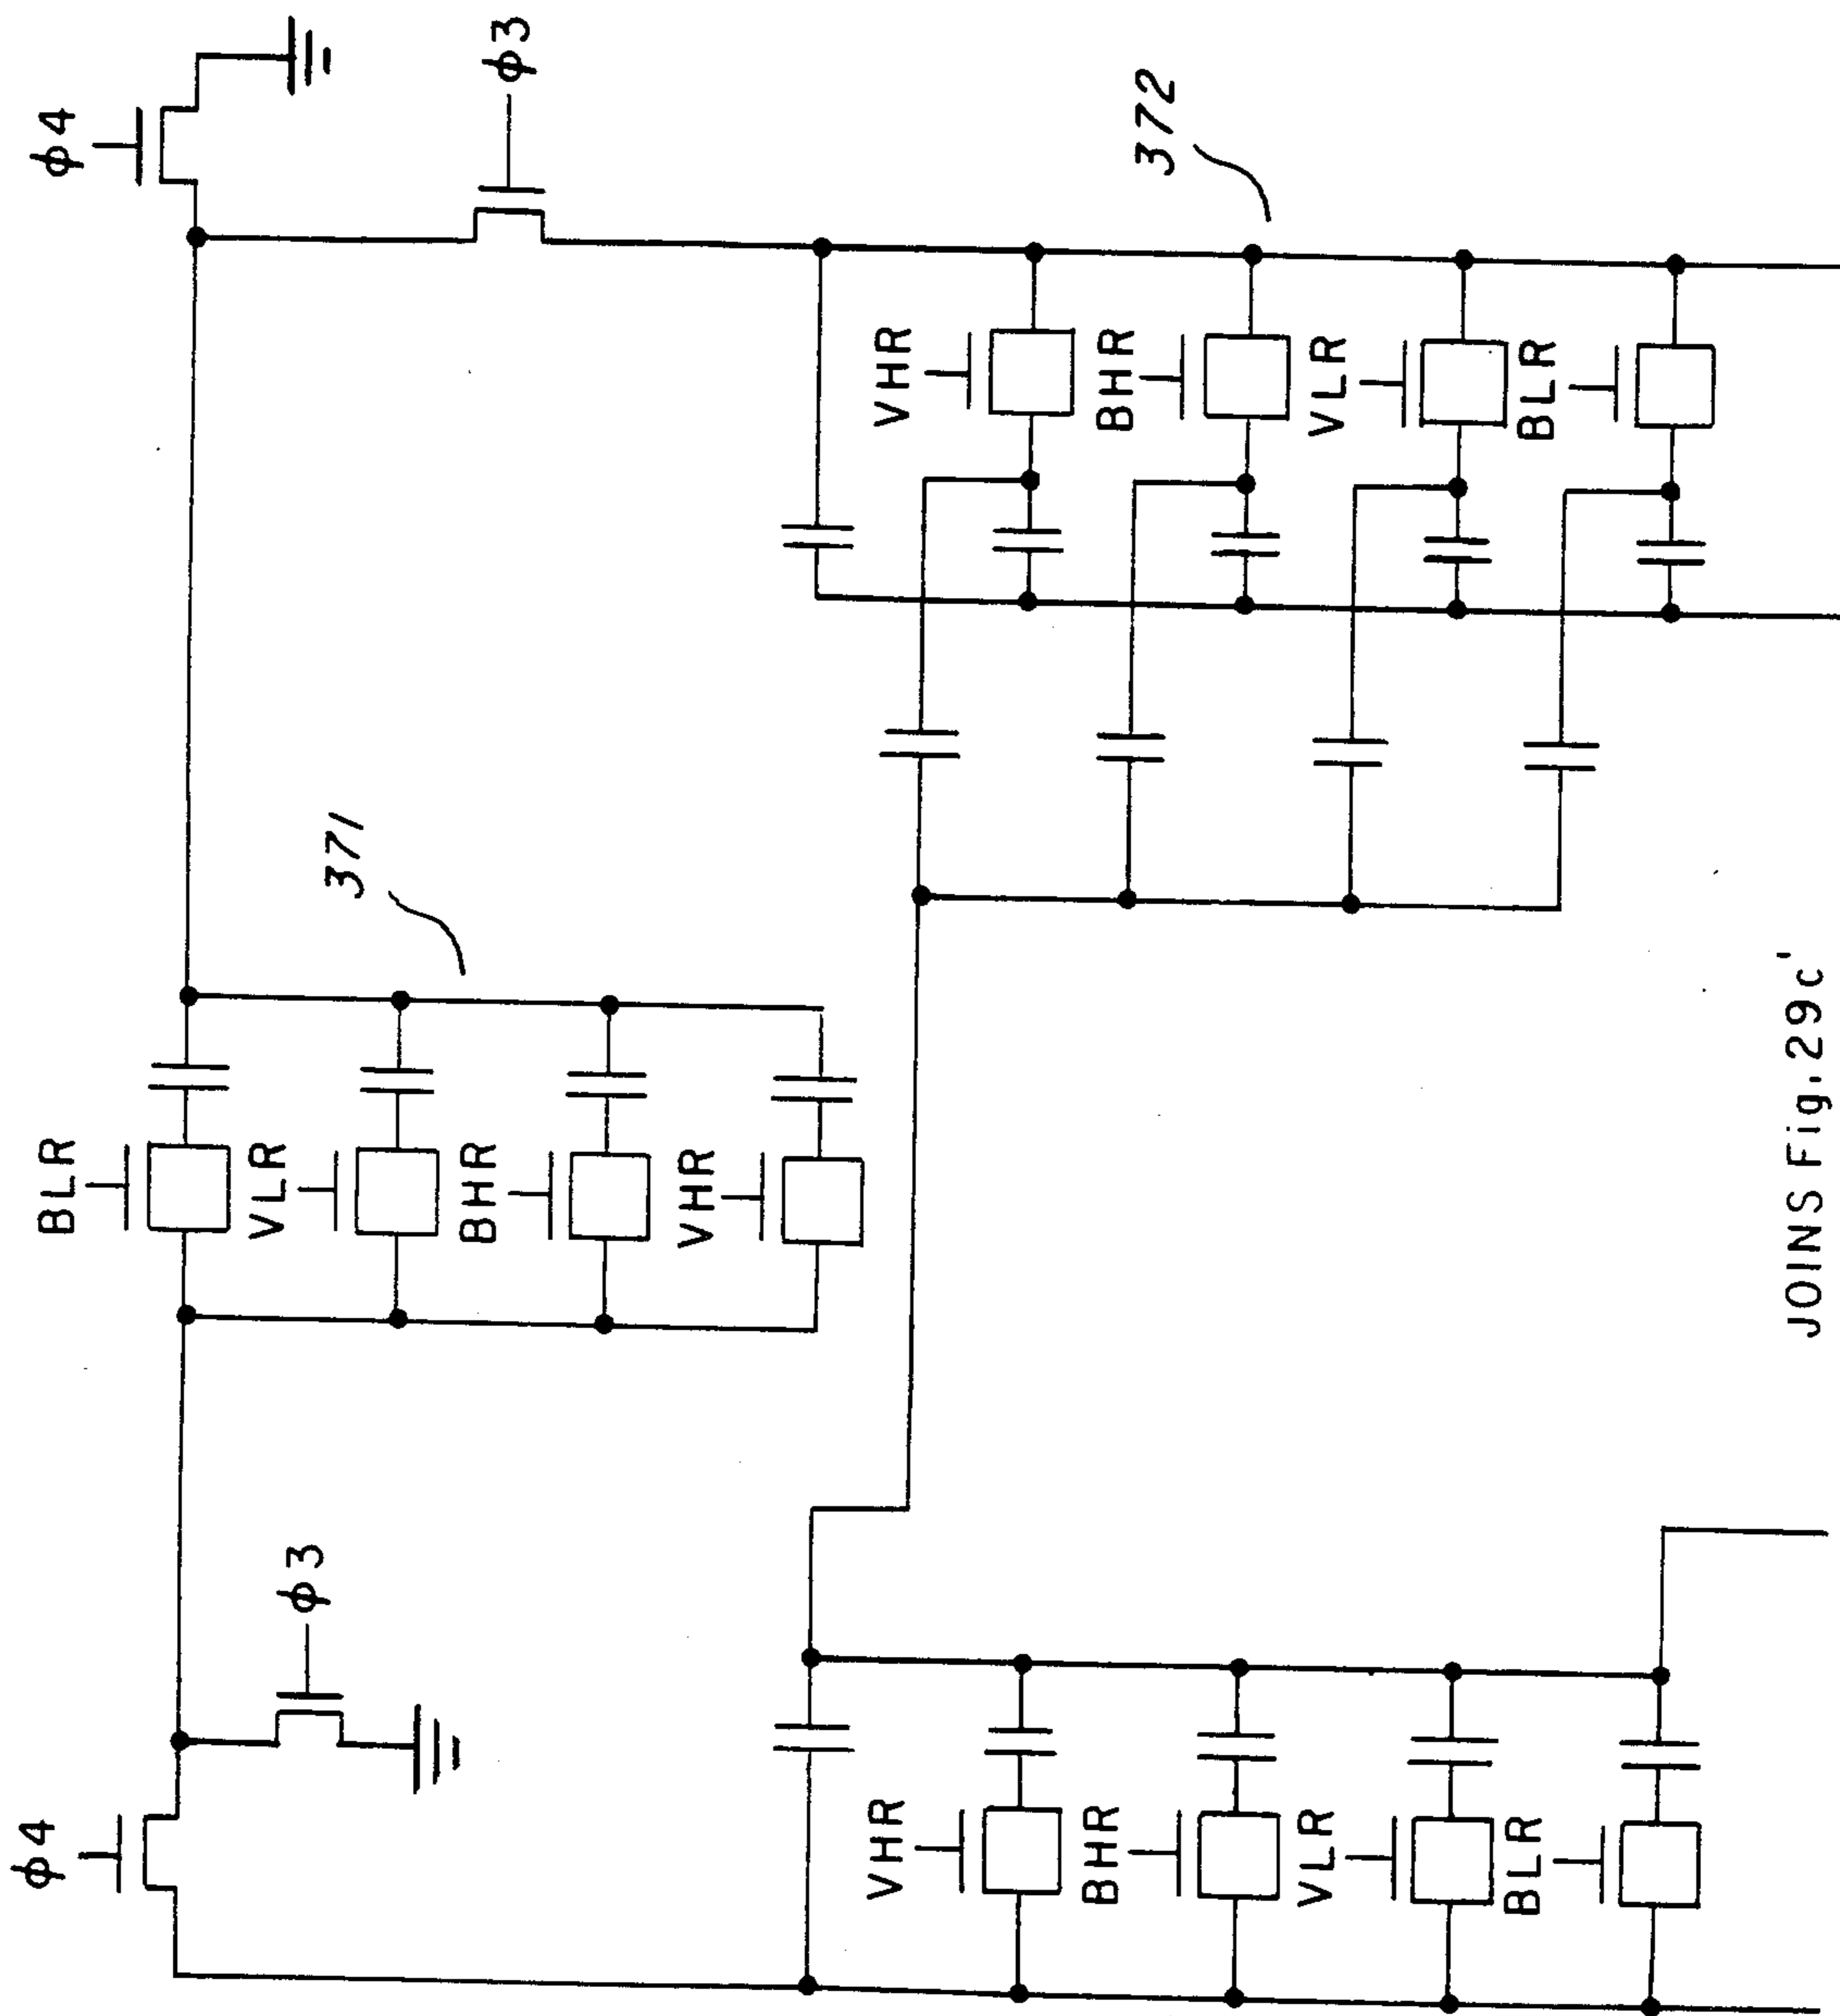 φ4
φ3
φ4
φ3
BLR
VLR
BHR
VHR
371
VHR
BHR
VLR
BLR
372
VHR
BHR
VLR
BLR
JOINS Fig.29c'